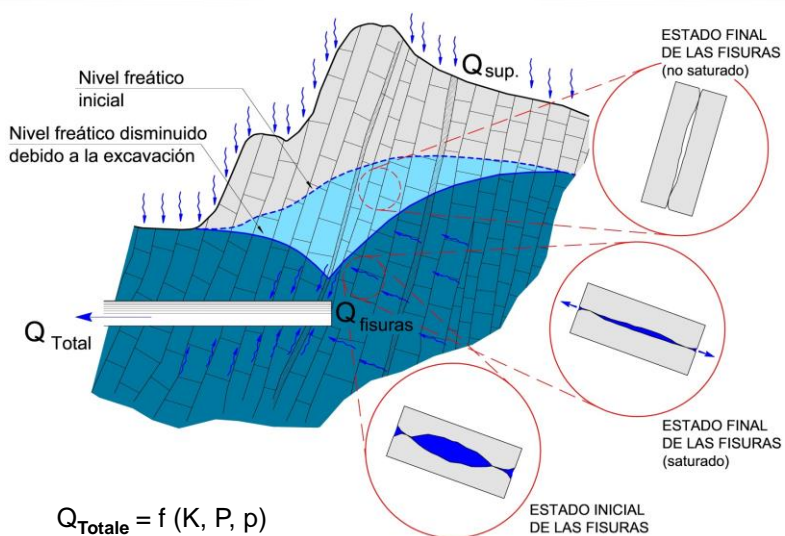 ESTADO FINAL
DE LAS FISURAS
(no saturado)
Q sup.
Nivel freático
inicial
Nivel freático disminuido
debido a la excavación
Q fisuras
Q Total
ESTADO FINAL
DE LAS FISURAS
(saturado)
ESTADO INICIAL
DE LAS FISURAS
Q Totale = f (K, P, p)